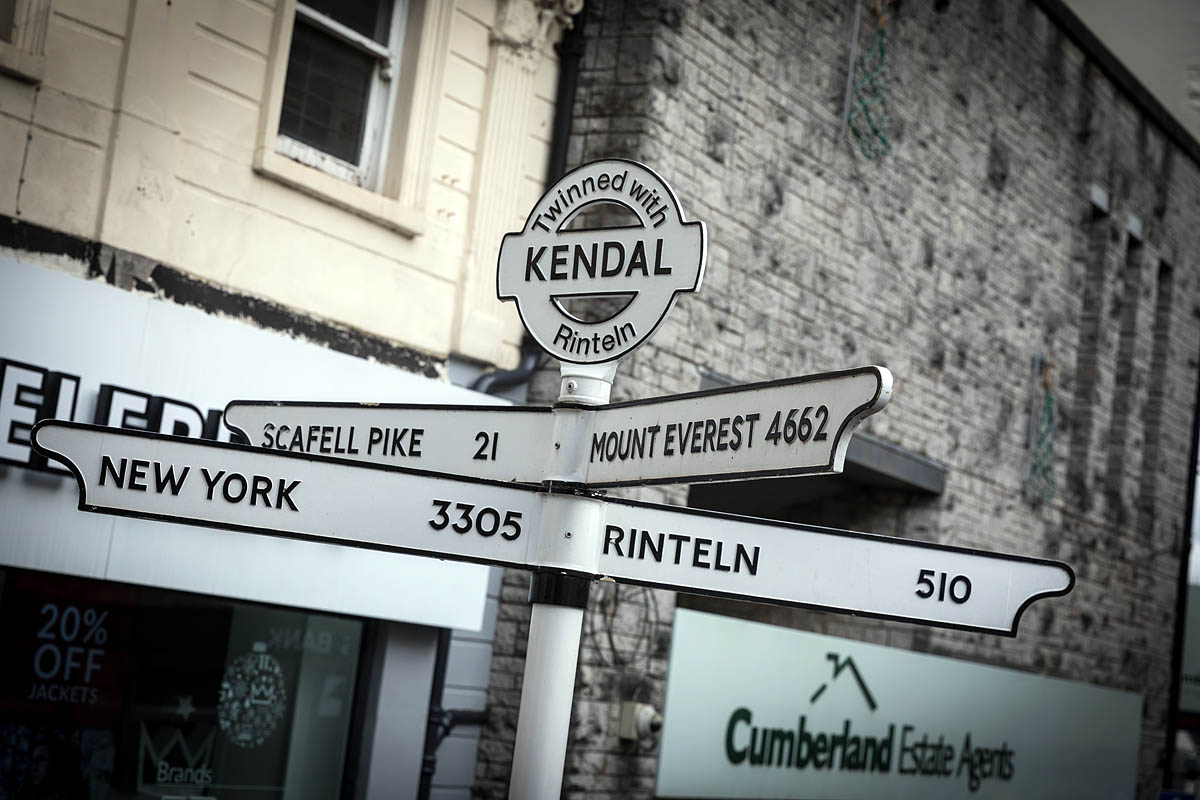 Twinned with
KENDAL
Rinteln
SCAFELL PIKE 21
MOUNT EVEREST 4662
NEW YORK 3305
RINTELN 510
20%
OFF
JACKETS
Brands
Cumberland Estate Agents